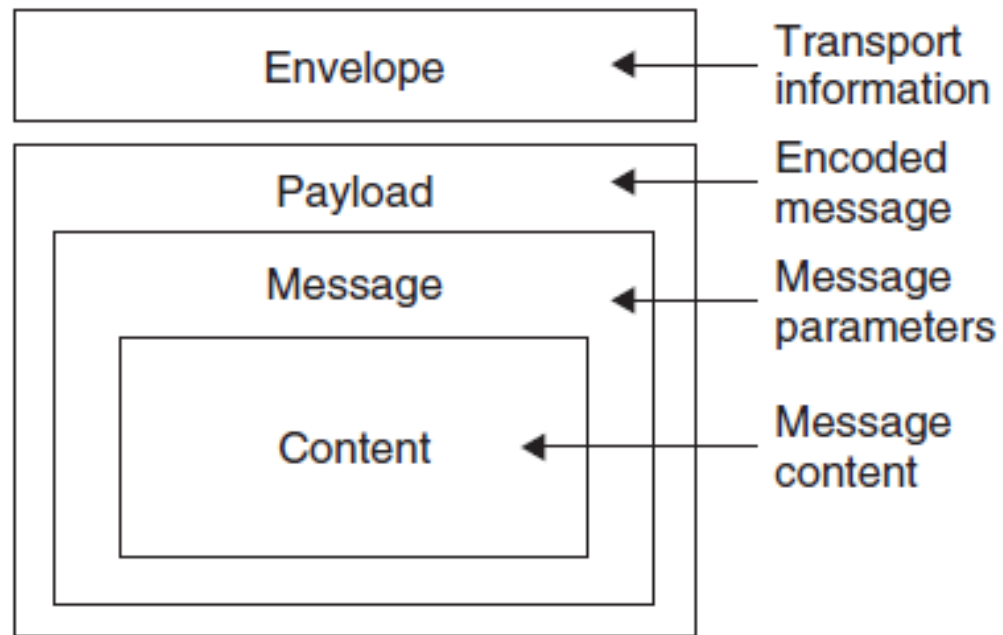 Envelope
Transport
information
Payload
Encoded
message
Message
Message
parameters
Content
Message
content